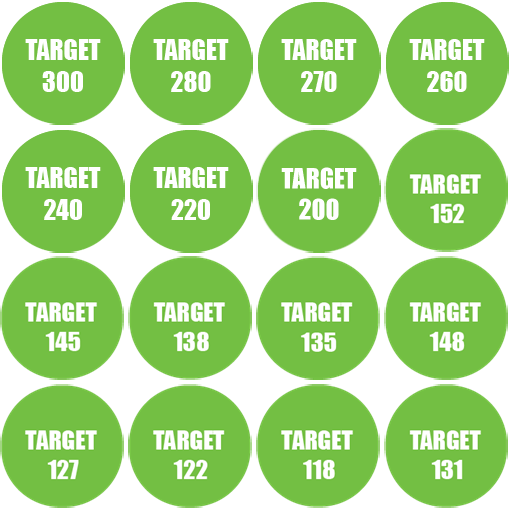 TARGET
300
TARGET
280
TARGET
270
TARGET
260
TARGET
240
TARGET
220
TARGET
200
TARGET
152
TARGET
145
TARGET
138
TARGET
135
TARGET
148
TARGET
127
TARGET
122
TARGET
118
TARGET
131